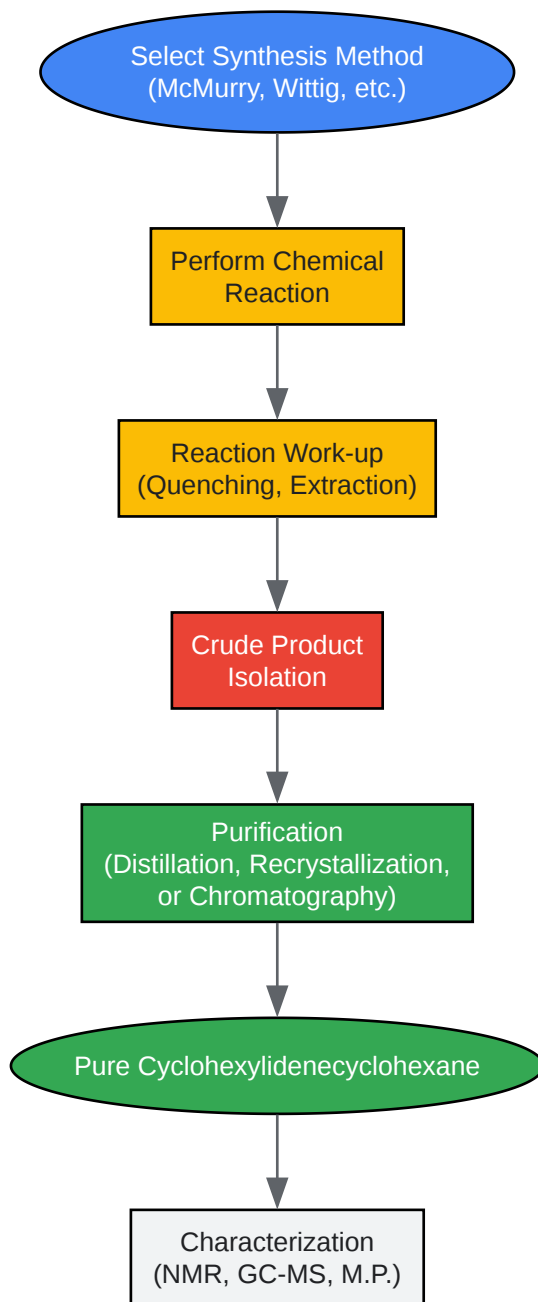 Select Synthesis Method
(McMurry, Wittig, etc.)
Perform Chemical
Reaction
Reaction Work-up
(Quenching, Extraction)
Crude Product
Isolation
Purification
(Distillation, Recrystallization,
or Chromatography)
Pure Cyclohexylidenecyclohexane
Characterization
(NMR, GC-MS, M.P.)